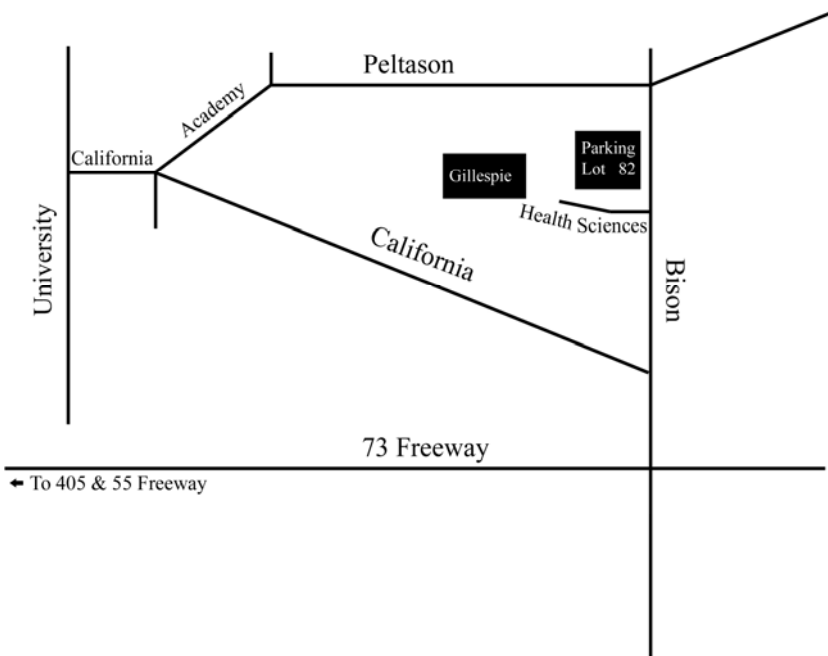 Peltason
Academy
California
Parking
Lot 82
Gillespie
Health Sciences
University
California
Bison
73 Freeway
← To 405 & 55 Freeway